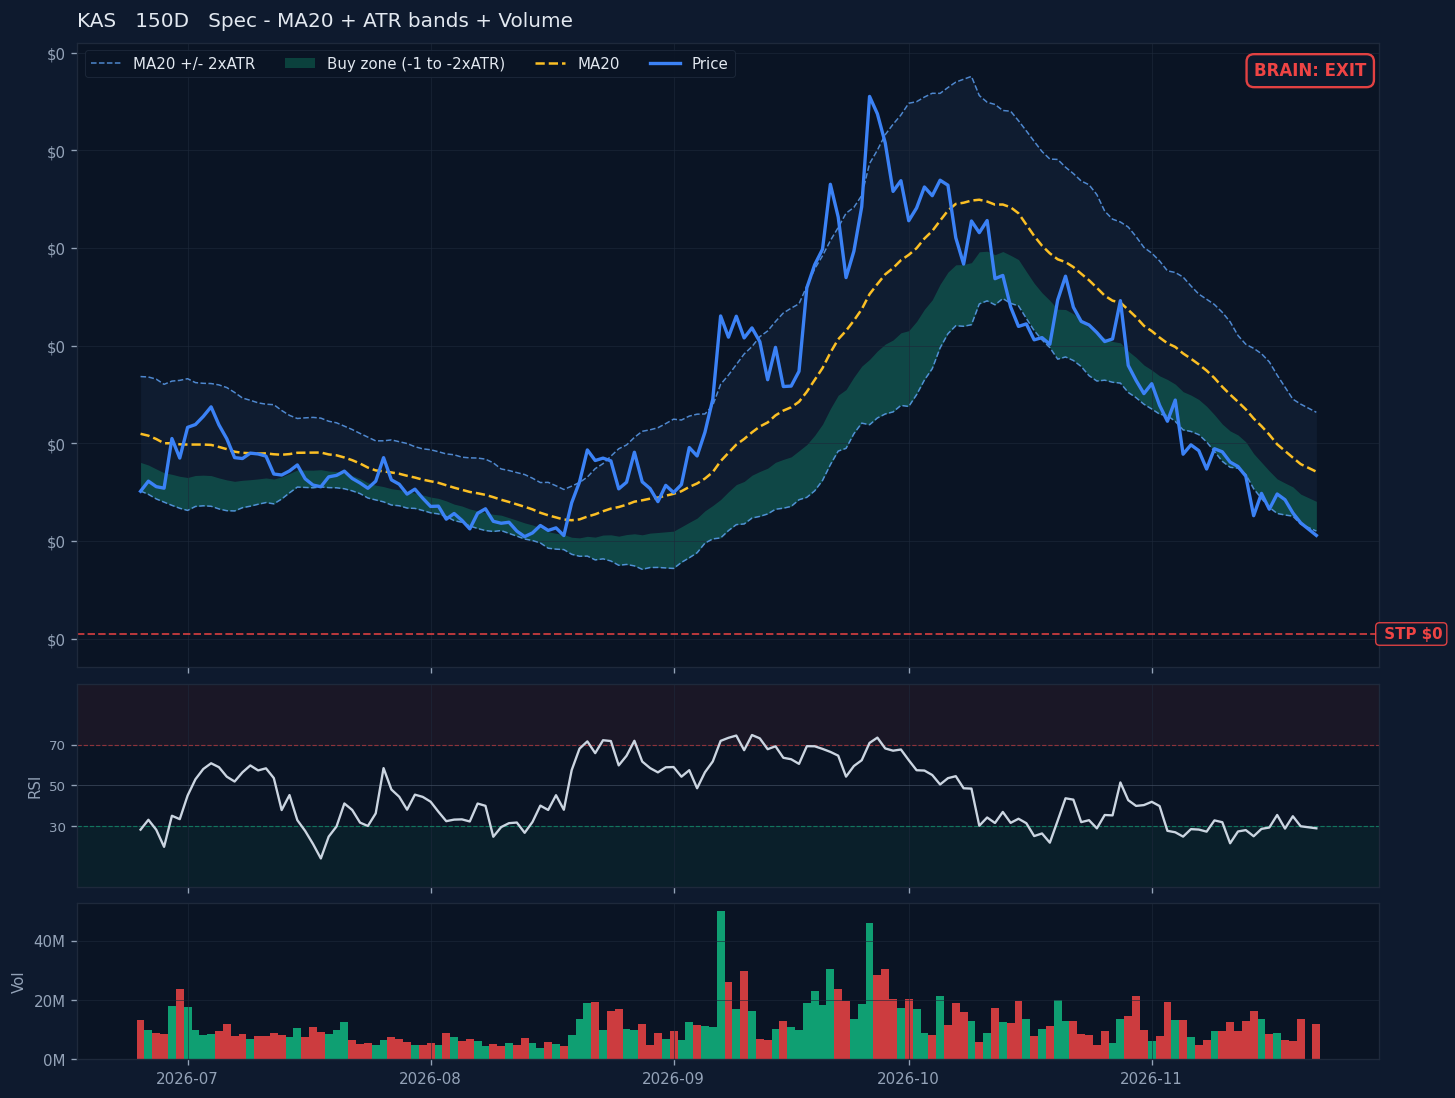 KAS 150D Spec - MA20 + ATR bands + Volume
MA20 +/- 2xATR
Buy zone (-1 to -2xATR)
MA20
Price
BRAIN: EXIT
$0
$0
$0
$0
$0
$0
$0
STP $0
RSI
70
50
30
Vol
40M
20M
0M
2026-07
2026-08
2026-09
2026-10
2026-11